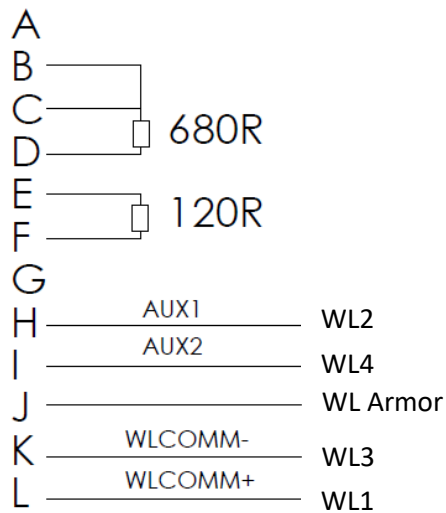 A
B
C
680R
D
E
120R
F
G
H AUX1 WL2
I AUX2 WL4
J WL Armor
K WLCOMM- WL3
L WLCOMM+ WL1